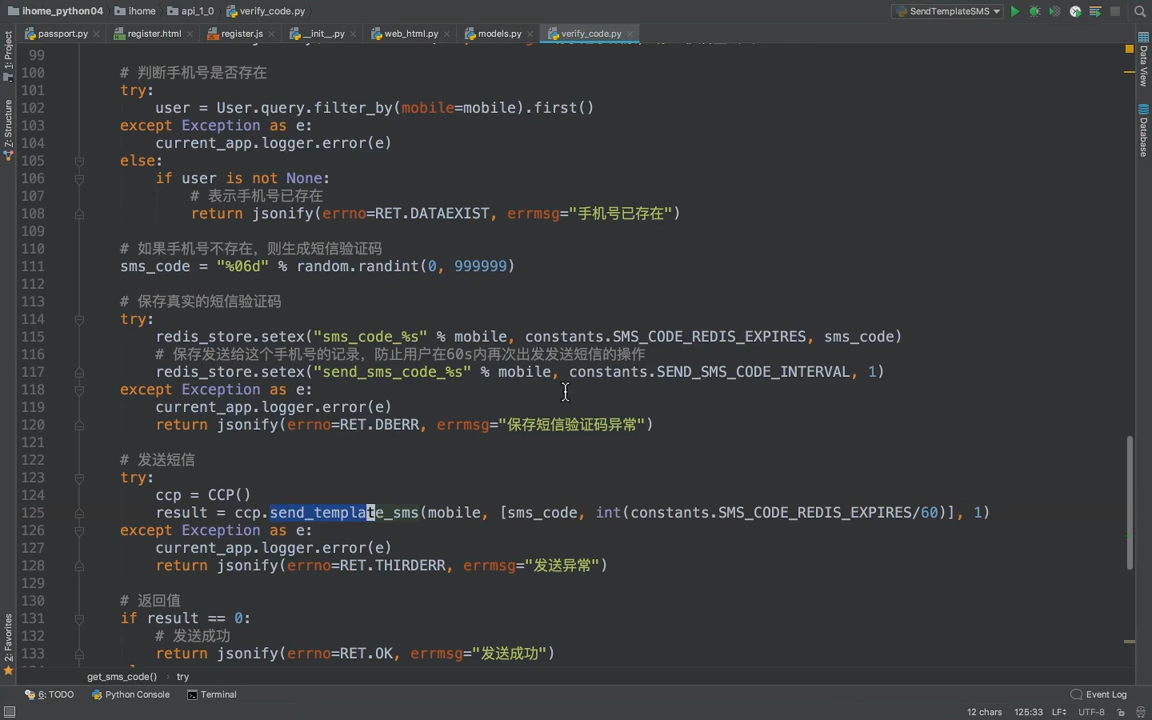 ihome_python04 ihome api_1_0 verify_code.py SendTemplateSMS
passport.py register.html register.js __init__.py web_html.py models.py verify_code.py
1: Project
Z: Structure
2: Favorites
Data View
Database
99
100 # 判断手机号是否存在
101 try:
102 user = User.query.filter_by(mobile=mobile).first()
103 except Exception as e:
104 current_app.logger.error(e)
105 else:
106 if user is not None:
107 # 表示手机号已存在
108 return jsonify(errno=RET.DATAEXIST, errmsg="手机号已存在")
109
110 # 如果手机号不存在，则生成短信验证码
111 sms_code = "%06d" % random.randint(0, 999999)
112
113 # 保存真实的短信验证码
114 try:
115 redis_store.setex("sms_code_%s" % mobile, constants.SMS_CODE_REDIS_EXPIRES, sms_code)
116 # 保存发送给这个手机号的记录，防止用户在60s内再次出发发送短信的操作
117 redis_store.setex("send_sms_code_%s" % mobile, constants.SEND_SMS_CODE_INTERVAL, 1)
118 except Exception as e:
119 current_app.logger.error(e)
120 return jsonify(errno=RET.DBERR, errmsg="保存短信验证码异常")
121
122 # 发送短信
123 try:
124 ccp = CCP()
125 result = ccp.send_template_sms(mobile, [sms_code, int(constants.SMS_CODE_REDIS_EXPIRES/60)], 1)
126 except Exception as e:
127 current_app.logger.error(e)
128 return jsonify(errno=RET.THIRDERR, errmsg="发送异常")
129
130 # 返回值
131 if result == 0:
132 # 发送成功
133 return jsonify(errno=RET.OK, errmsg="发送成功")
get_sms_code() › try
6: TODO Python Console Terminal Event Log
12 chars 125:33 LF÷ UTF-8